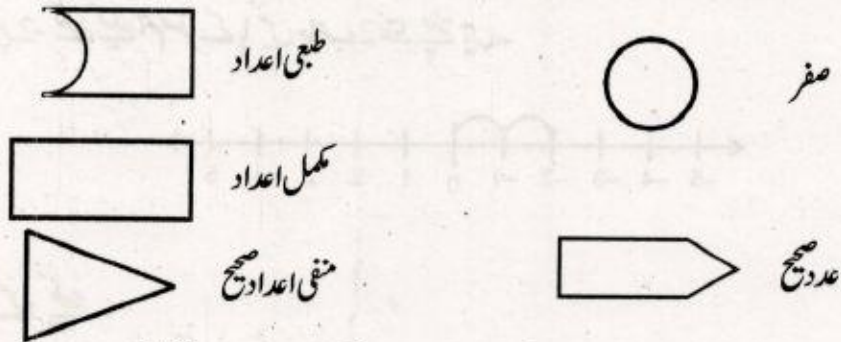 صفر
طبعی اعداد
مکمل اعداد
عدد صحیح
منفی اعداد صحیح